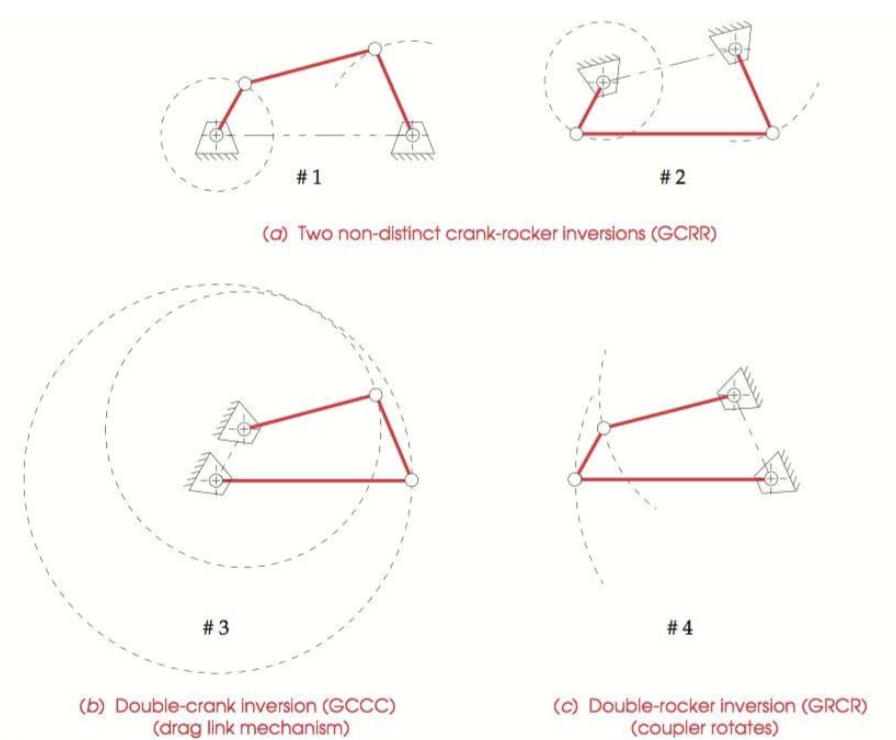 # 1
# 2
(a) Two non-distinct crank-rocker inversions (GCRR)
# 3
# 4
(b) Double-crank inversion (GCCC)
(drag link mechanism)
(c) Double-rocker inversion (GRCR)
(coupler rotates)